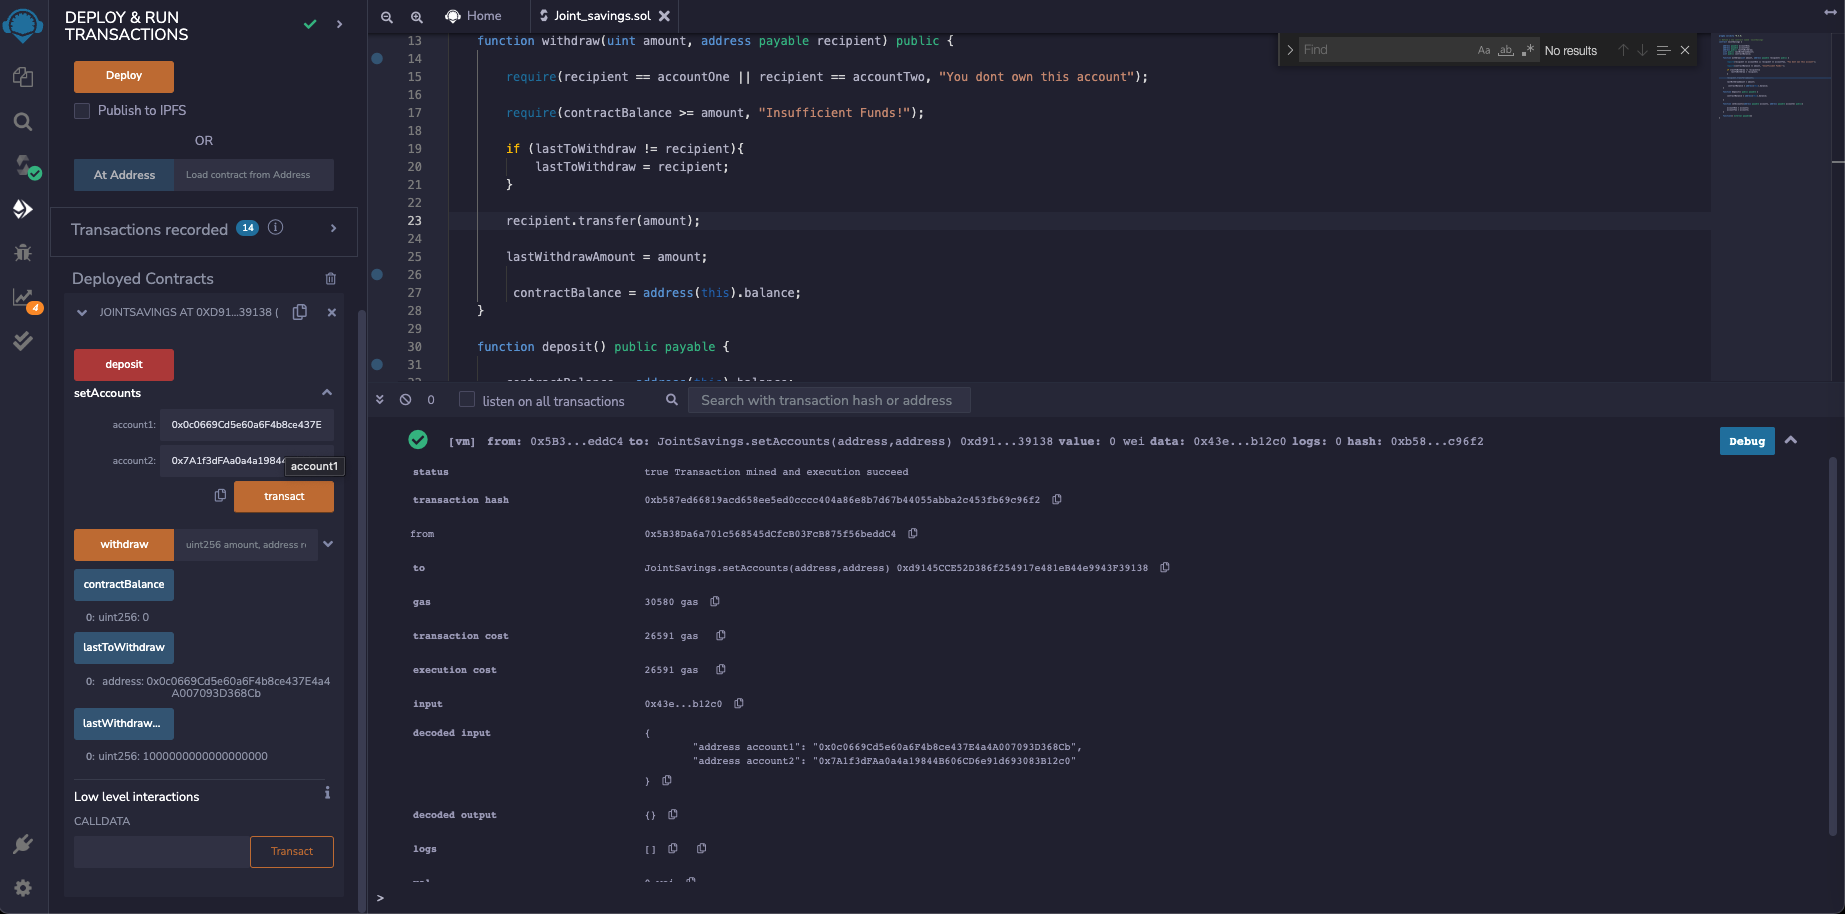 DEPLOY & RUN
TRANSACTIONS
Deploy
Publish to IPFS
OR
At Address
Load contract from Address
Transactions recorded 14
Deployed Contracts
JOINTSAVINGS AT 0XD91...39138 (
deposit
setAccounts
account1: 0x0c0669Cd5e60a6F4b8ce437E
account2: 0x7A1f3dFAa0a4a1984
account1
transact
withdraw
uint256 amount, address r
contractBalance
0: uint256: 0
lastToWithdraw
0: address: 0x0c0669Cd5e60a6F4b8ce437E4a4
A007093D368Cb
lastWithdraw...
0: uint256: 1000000000000000000
Low level interactions
CALLDATA
Transact
4
Home
Joint_savings.sol
Find
Aa
ab
.*
No results
13 function withdraw(uint amount, address payable recipient) public {
14
15 require(recipient == accountOne || recipient == accountTwo, "You dont own this account");
16
17 require(contractBalance >= amount, "Insufficient Funds!");
18
19 if (lastToWithdraw != recipient){
20 lastToWithdraw = recipient;
21 }
22
23 recipient.transfer(amount);
24
25 lastWithdrawAmount = amount;
26
27 contractBalance = address(this).balance;
28 }
29
30 function deposit() public payable {
31
0
listen on all transactions
Search with transaction hash or address
[vm] from: 0x5B3...eddC4 to: JointSavings.setAccounts(address,address) 0xd91...39138 value: 0 wei data: 0x43e...b12c0 logs: 0 hash: 0xb58...c96f2
Debug
status true Transaction mined and execution succeed
transaction hash 0xb587ed66819acd658ee5ed0cccc404a86e8b7d67b44055abba2c453fb69c96f2
from 0x5B38Da6a701c568545dCfcB03FcB875f56beddC4
to JointSavings.setAccounts(address,address) 0xd9145CCE52D386f254917e481eB44e9943F39138
gas 30580 gas
transaction cost 26591 gas
execution cost 26591 gas
input 0x43e...b12c0
decoded input {
"address account1": "0x0c0669Cd5e60a6F4b8ce437E4a4A007093D368Cb",
"address account2": "0x7A1f3dFAa0a4a19844B606CD6e91d693083B12c0"
}
decoded output {}
logs []
>